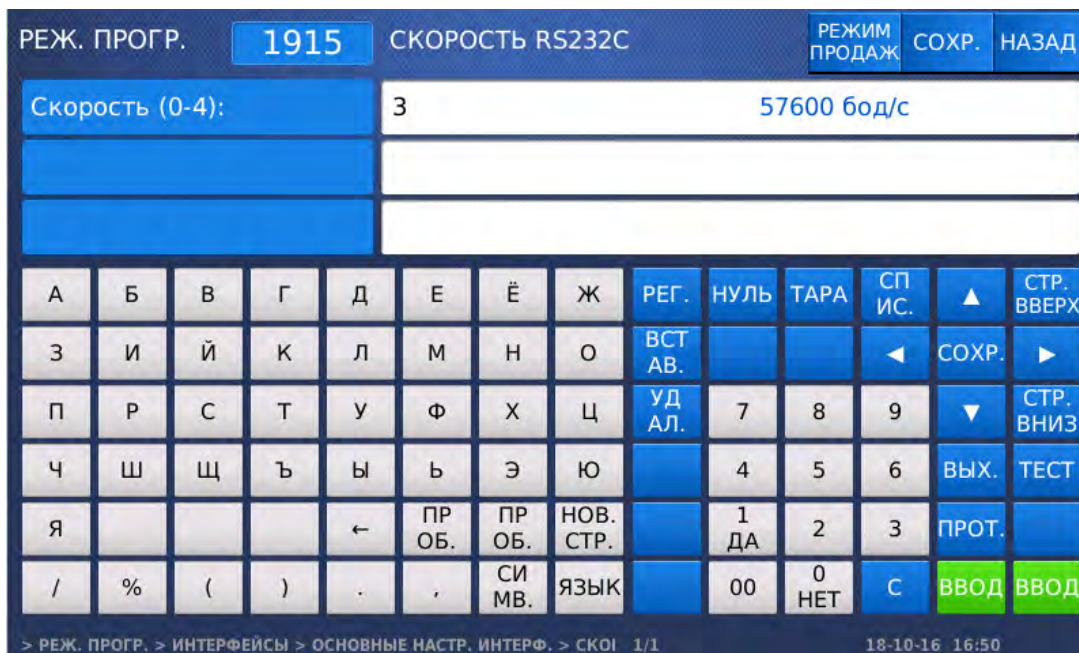 РЕЖ. ПРОГР. 1915 СКОРОСТЬ RS232C РЕЖИМ ПРОДАЖ СОХР. НАЗАД
Скорость (0-4): 3 57600 бод/с
А Б В Г Д Е Ё Ж РЕГ. НУЛЬ ТАРА СП ИС. ▲ СТР. ВВЕРХ
З И Й К Л М Н О ВСТ АВ. ◀ СОХР. ▶
П Р С Т У Ф Х Ц УД АЛ. 7 8 9 ▼ СТР. ВНИЗ
Ч Ш Щ Ъ Ы Ь Э Ю 4 5 6 ВЫХ. ТЕСТ
Я ← ПР ОБ. ПР ОБ. НОВ. СТР. 1 ДА 2 3 ПРОТ.
/ % ( ) . , СИ МВ. ЯЗЫК 00 0 НЕТ С ВВОД ВВОД
> РЕЖ. ПРОГР. > ИНТЕРФЕЙСЫ > ОСНОВНЫЕ НАСТР. ИНТЕРФ. > СКОІ 1/1 18-10-16 16:50